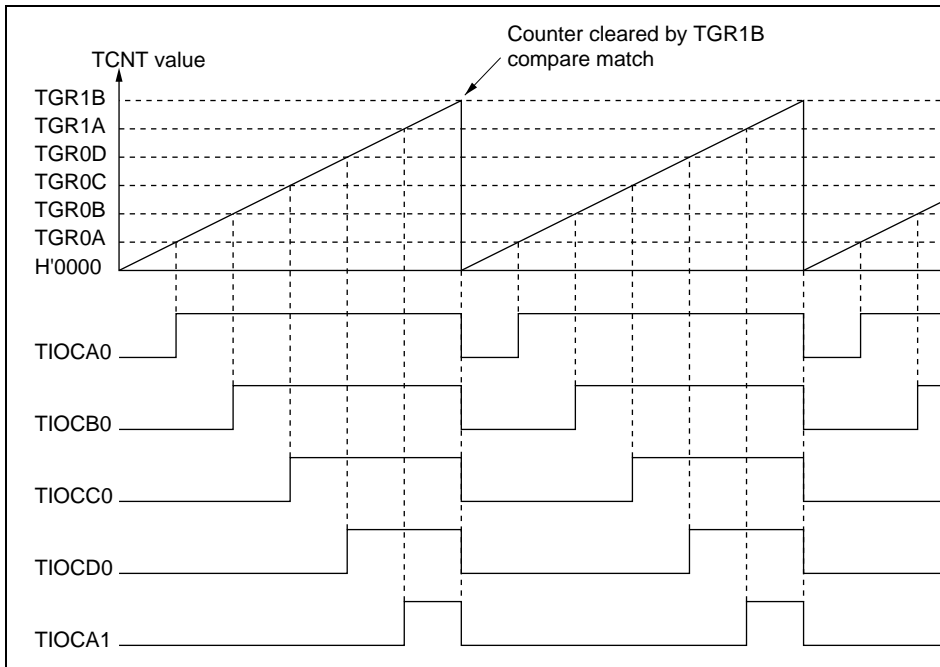 Counter cleared by TGR1B
compare match
TCNT value
TGR1B
TGR1A
TGR0D
TGR0C
TGR0B
TGR0A
H'0000
TIOCA0
TIOCB0
TIOCC0
TIOCD0
TIOCA1